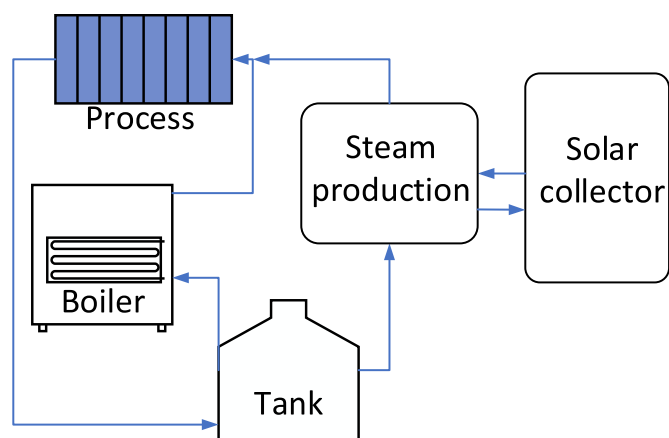 Process
Steam
production
Solar
collector
Boiler
Tank